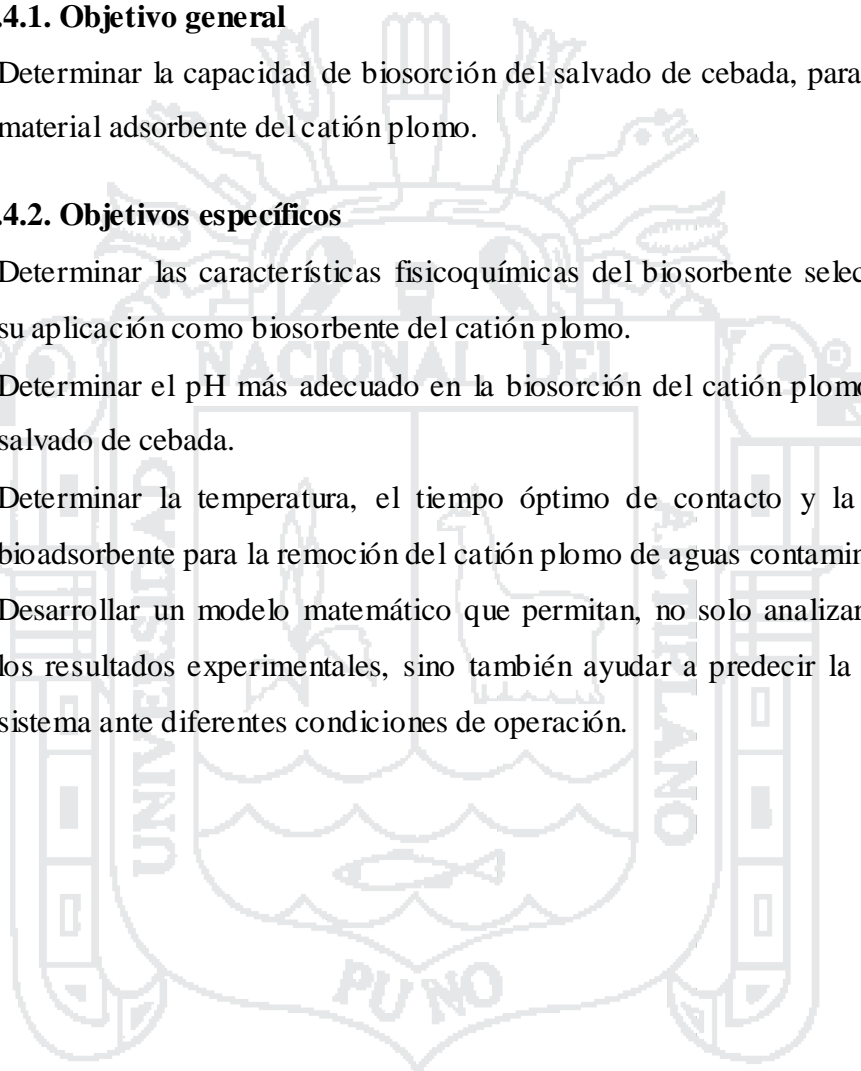 .4.1. Objetivo general
Determinar la capacidad de biosorción del salvado de cebada, para
material adsorbente del catión plomo.
.4.2. Objetivos específicos
Determinar las características fisicoquímicas del biosorbente selec
su aplicación como biosorbente del catión plomo.
Determinar el pH más adecuado en la biosorción del catión plomo
salvado de cebada.
Determinar la temperatura, el tiempo óptimo de contacto y la
bioadsorbente para la remoción del catión plomo de aguas contamin
Desarrollar un modelo matemático que permitan, no solo analizar
los resultados experimentales, sino también ayudar a predecir la
sistema ante diferentes condiciones de operación.
NACIONAL DEL
UNIVERSIDAD
ALTIPLANO
PUNO